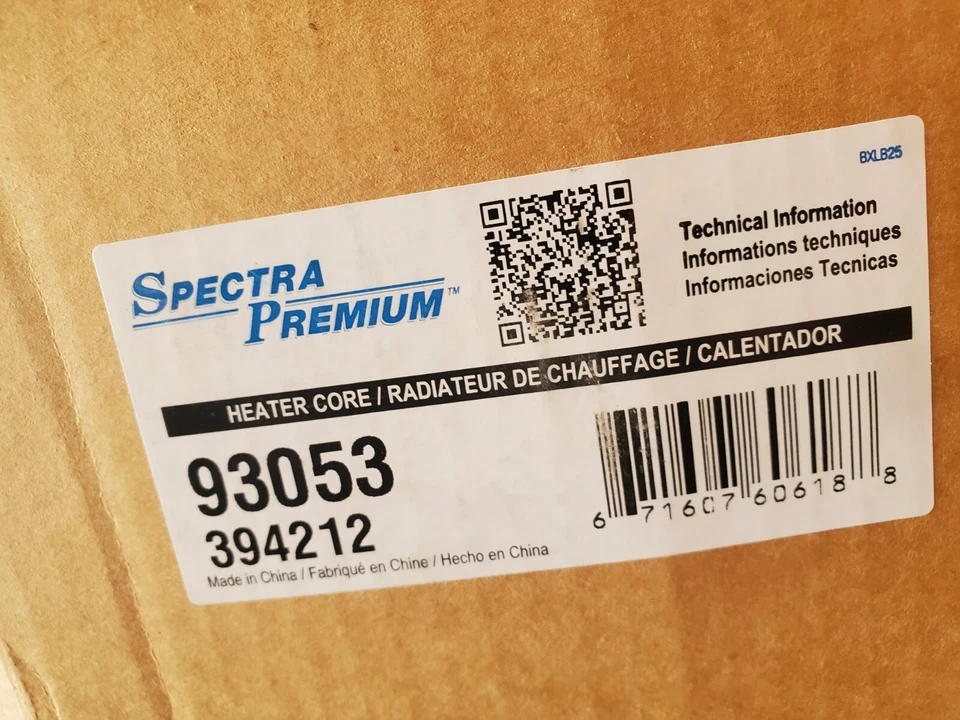 BXLB25
SPECTRA
PREMIUM™
Technical Information
Informations techniques
Informaciones Tecnicas
HEATER CORE / RADIATEUR DE CHAUFFAGE / CALENTADOR
93053
394212
Made in China / Fabriqué en Chine / Hecho en China
6 71607 60618 8